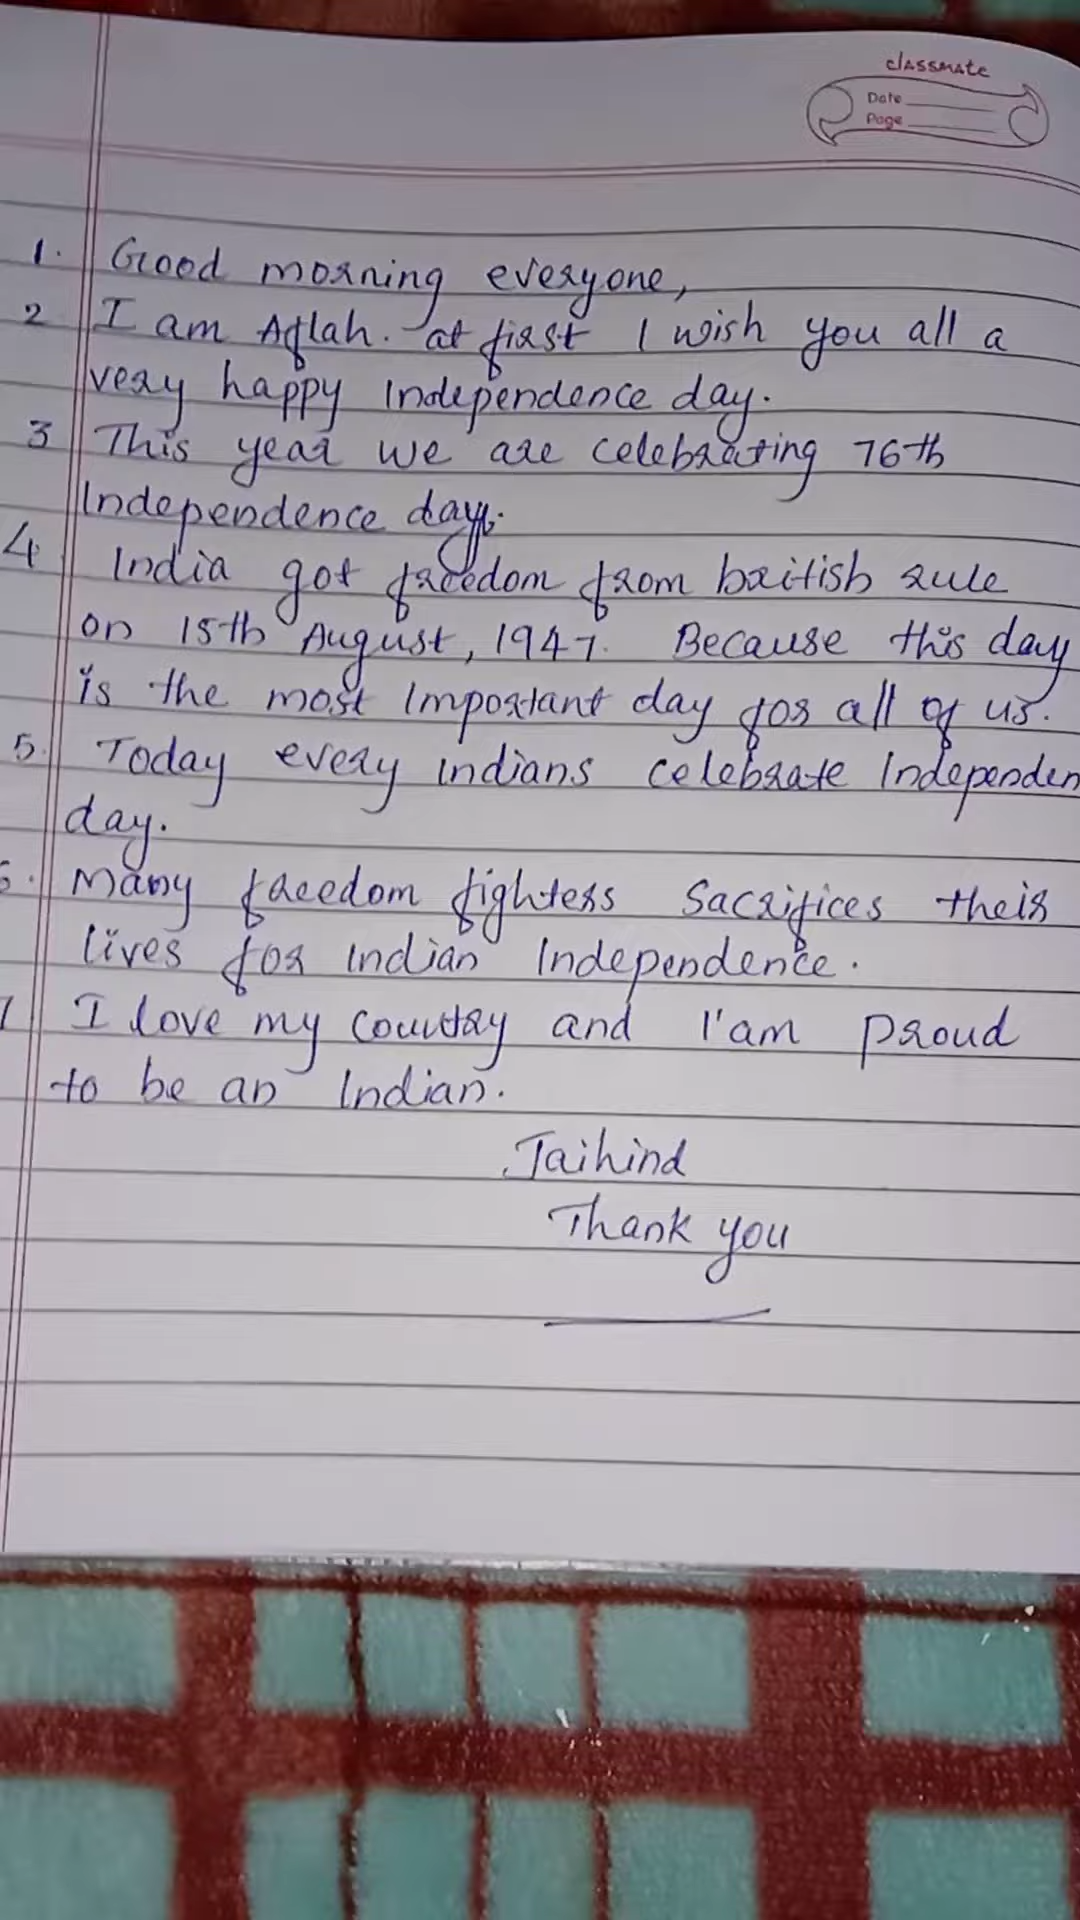 classmate
Date
Page
1. Good morning everyone,
2 I am Aflah. at first I wish you all a
very happy Independence day.
3 This year we are celebrating 76th
Independence day.
4. India got freedom from british rule
on 15th August, 1947. Because this day
is the most Important day for all of us.
5. Today every indians celebrate Independen
day.
6. Many freedom fighters Sacrifices their
lives for Indian Independence.
7 I love my country and I'am proud
to be an Indian.
Jaihind
Thank you